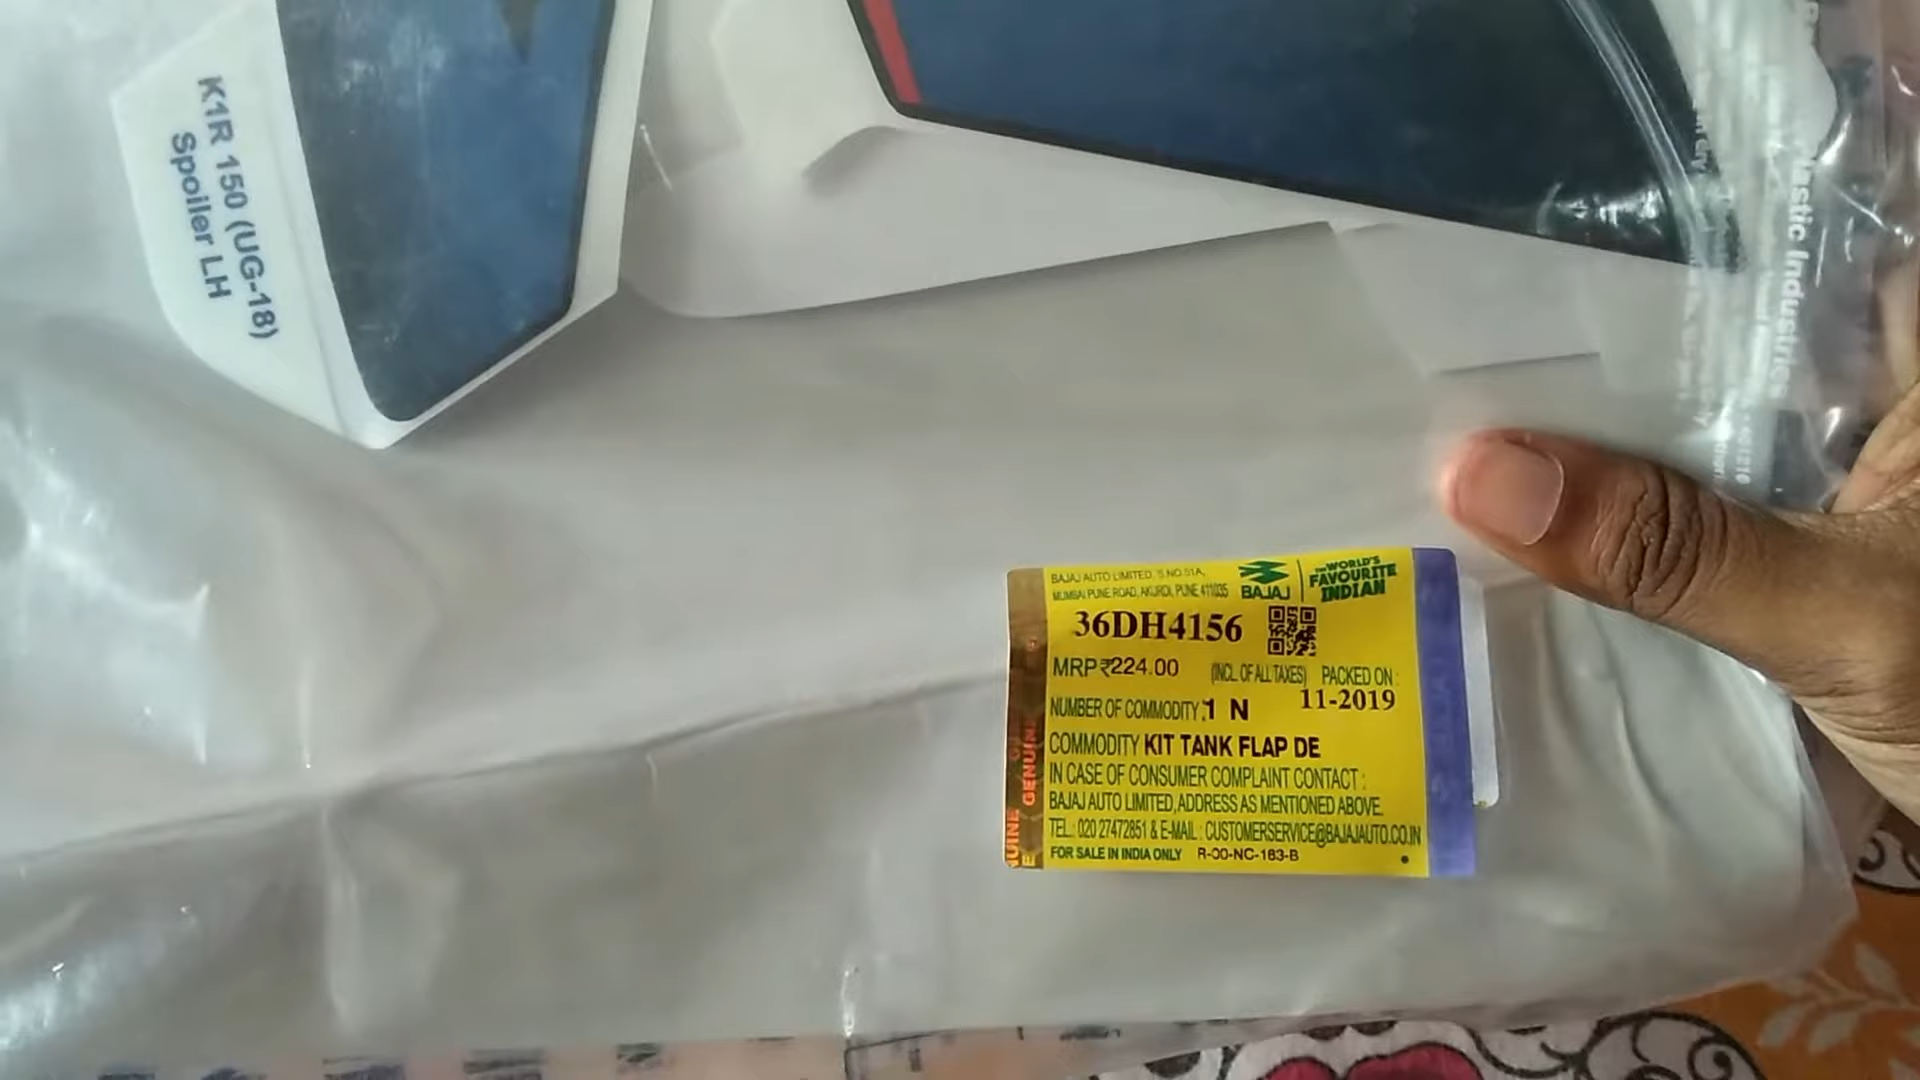 K1R 150 (UG-18)
Spoiler LH
lastic Industries
BAJAJ AUTO LIMITED, S.NO.51A,
MUMBAI PUNE ROAD, AKURDI, PUNE 411035
BAJAJ
THE WORLD'S
FAVOURITE
INDIAN
36DH4156
MRP ₹224.00 (INCL. OF ALL TAXES) PACKED ON :
11-2019
NUMBER OF COMMODITY : 1 N
COMMODITY KIT TANK FLAP DE
IN CASE OF CONSUMER COMPLAINT CONTACT :
BAJAJ AUTO LIMITED, ADDRESS AS MENTIONED ABOVE.
TEL : 020 27472851 & E-MAIL : CUSTOMERSERVICE@BAJAJAUTO.CO.IN
FOR SALE IN INDIA ONLY R-00-NC-163-B
GENUINE